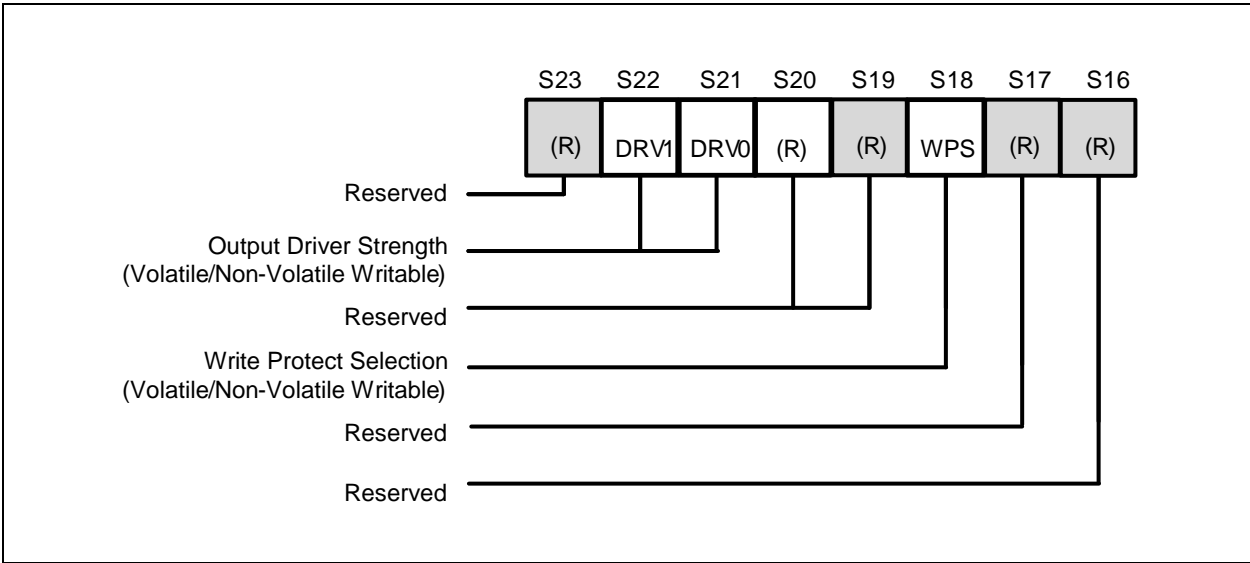 S23 S22 S21 S20 S19 S18 S17 S16
(R) DRV1 DRV0 (R) (R) WPS (R) (R)
Reserved
Output Driver Strength
(Volatile/Non-Volatile Writable)
Reserved
Write Protect Selection
(Volatile/Non-Volatile Writable)
Reserved
Reserved